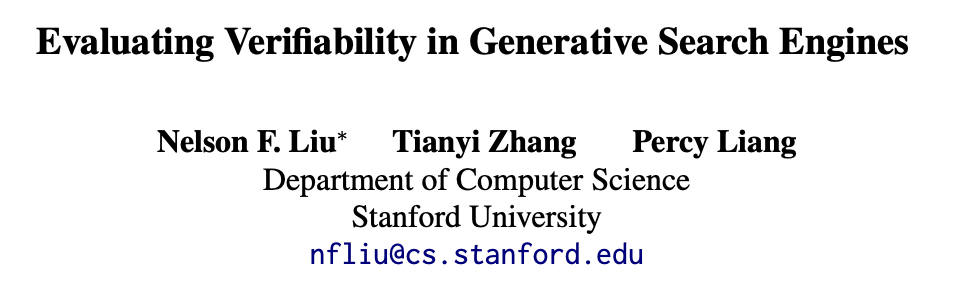 Evaluating Verifiability in Generative Search Engines
Nelson F. Liu* Tianyi Zhang Percy Liang
Department of Computer Science
Stanford University
nfliu@cs.stanford.edu